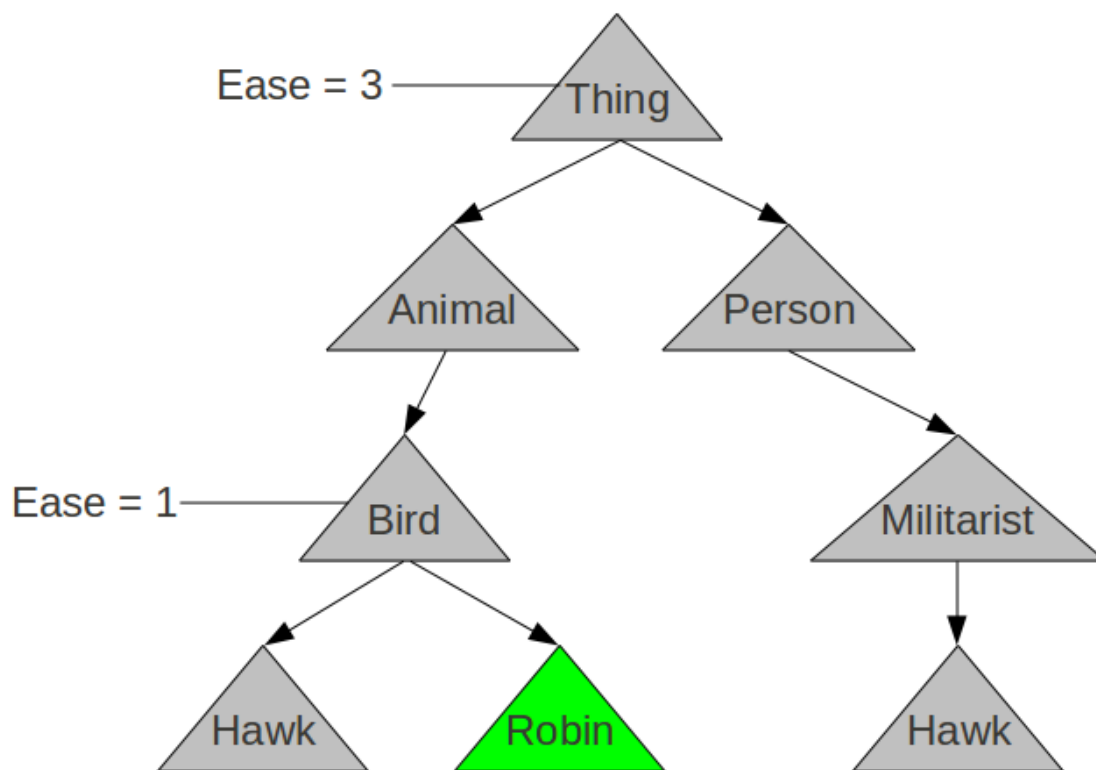 Ease = 3
Thing
Animal
Person
Ease = 1
Bird
Militarist
Hawk
Robin
Hawk